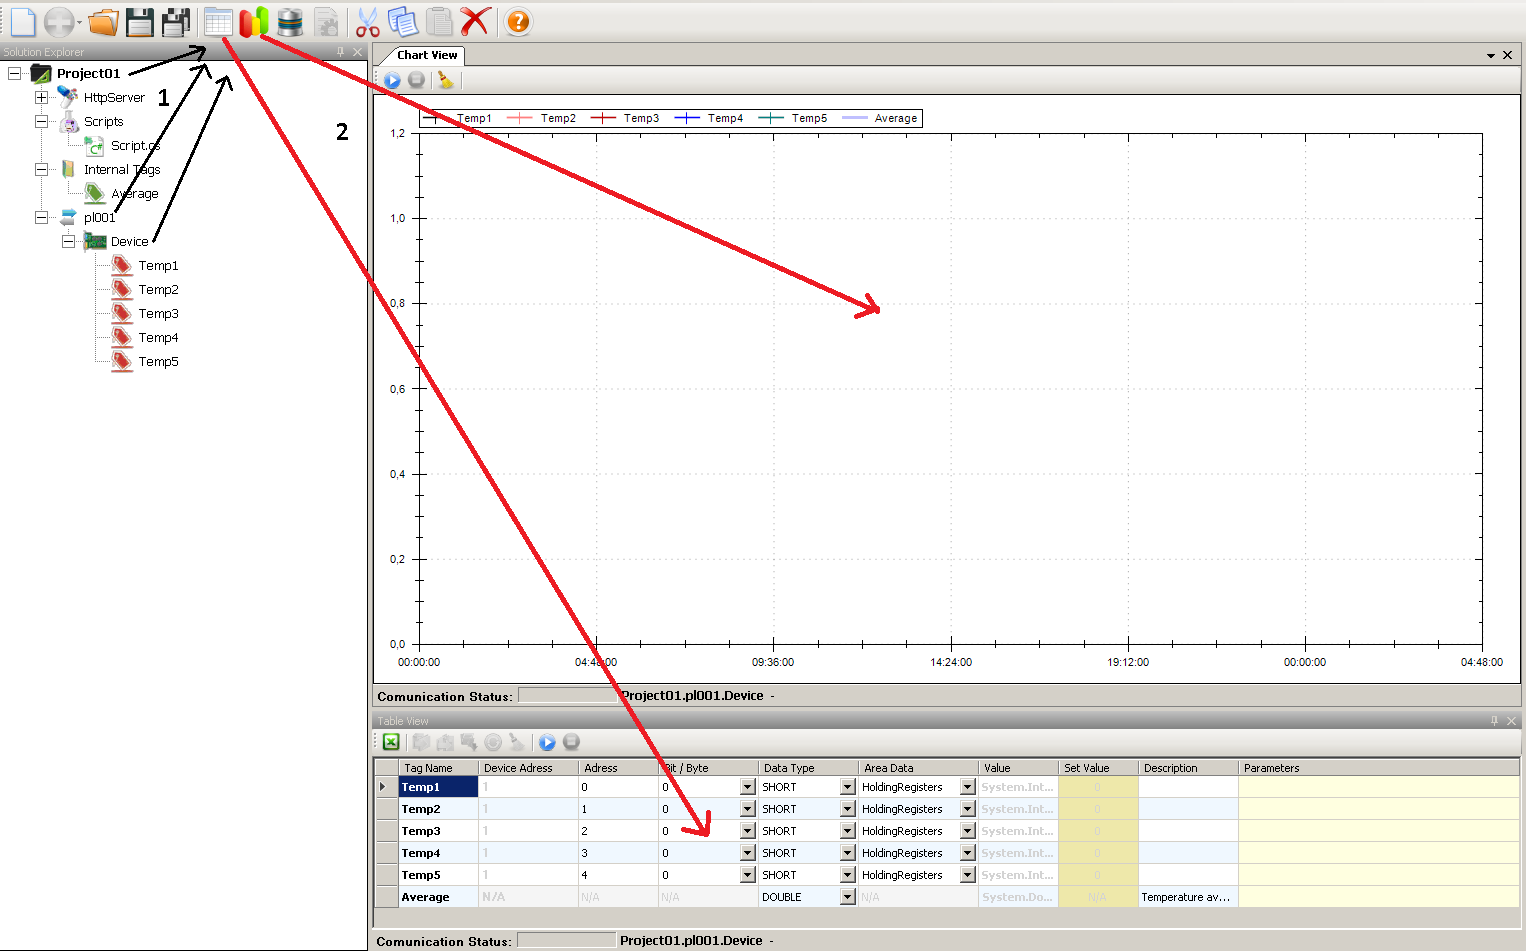 Solution Explorer
Project01
HttpServer
Scripts
Script.cs
Internal Tags
Average
pl001
Device
Temp1
Temp2
Temp3
Temp4
Temp5
1
2
Chart View
Temp1 Temp2 Temp3 Temp4 Temp5 Average
1,2
1,0
0,8
0,6
0,4
0,2
0,0
00:00:00 04:48:00 09:36:00 14:24:00 19:12:00 00:00:00 04:48:00
Comunication Status: Project01.pl001.Device -
Table View
Tag Name Device Adress Adress Bit / Byte Data Type Area Data Value Set Value Description Parameters
Temp1 1 0 0 SHORT HoldingRegisters System.Int... 0
Temp2 1 1 0 SHORT HoldingRegisters System.Int... 0
Temp3 1 2 0 SHORT HoldingRegisters System.Int... 0
Temp4 1 3 0 SHORT HoldingRegisters System.Int... 0
Temp5 1 4 0 SHORT HoldingRegisters System.Int... 0
Average N/A N/A N/A DOUBLE N/A System.Do... N/A Temperature av...
Comunication Status: Project01.pl001.Device -